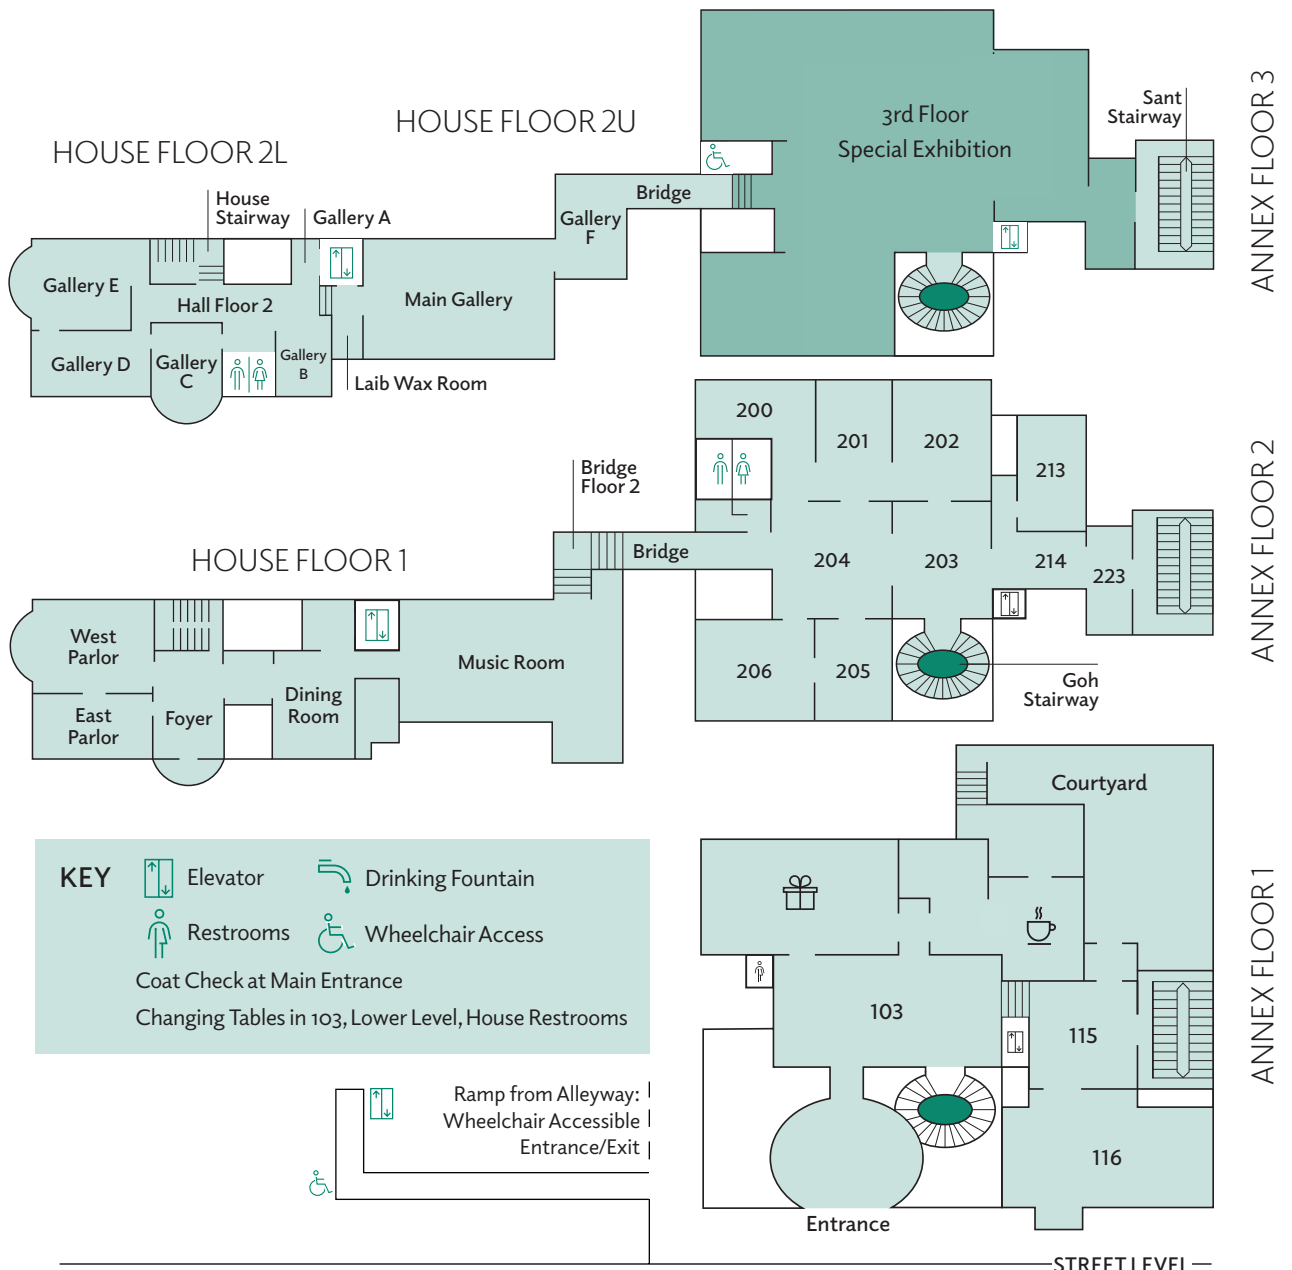 HOUSE FLOOR 2L
HOUSE FLOOR 2U
ANNEX FLOOR 3
3rd Floor
Special Exhibition
Sant
Stairway
House
Stairway
Gallery A
Bridge
Gallery
F
Gallery E
Hall Floor 2
Main Gallery
Gallery D
Gallery
C
Gallery
B
Laib Wax Room
ANNEX FLOOR 2
200
201
202
213
Bridge
Floor 2
Bridge
204
203
214
223
206
205
Goh
Stairway
HOUSE FLOOR 1
West
Parlor
East
Parlor
Foyer
Dining
Room
Music Room
ANNEX FLOOR 1
Courtyard
103
115
116
Entrance
KEY
Elevator
Drinking Fountain
Restrooms
Wheelchair Access
Coat Check at Main Entrance
Changing Tables in 103, Lower Level, House Restrooms
Ramp from Alleyway:
Wheelchair Accessible
Entrance/Exit
STREET LEVEL